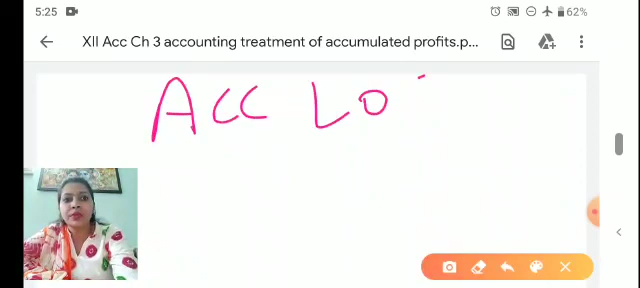 5:25 62%
XII Acc Ch 3 accounting treatment of accumulated profits.p...
ACC LO